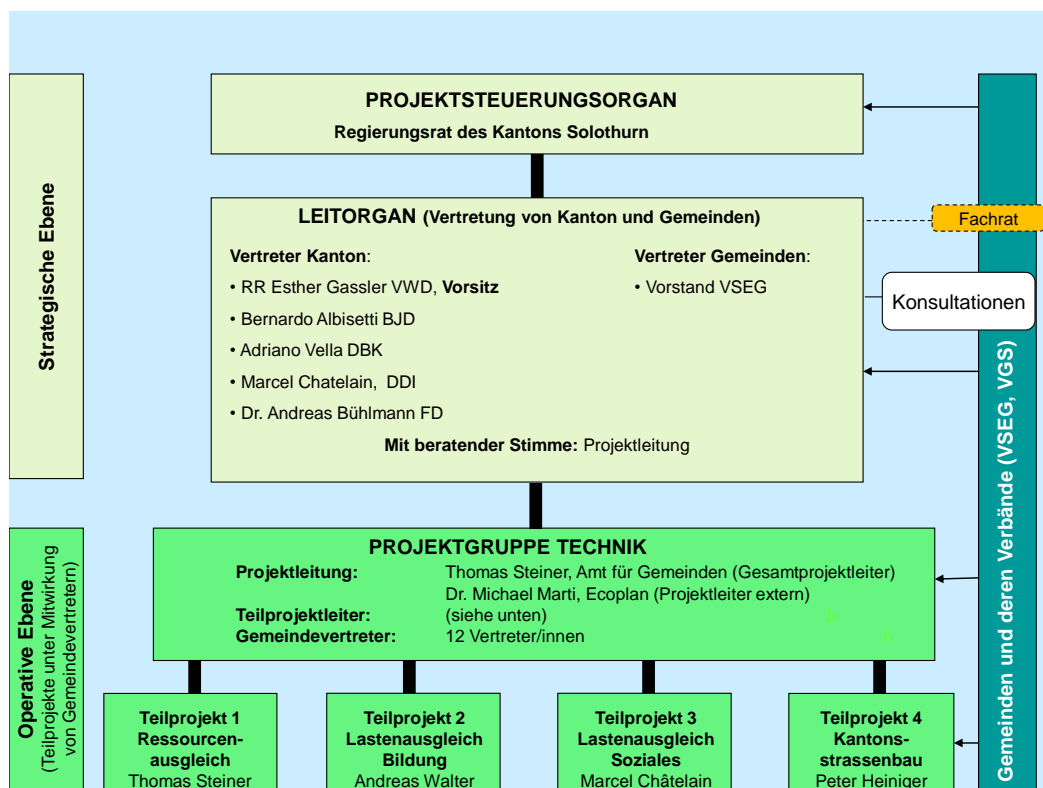 PROJEKTSTEUERUNGSORGAN
Regierungsrat des Kantons Solothurn
Strategische Ebene
LEITORGAN (Vertretung von Kanton und Gemeinden)
Vertreter Kanton:
• RR Esther Gassler VWD, Vorsitz
• Bernardo Albisetti BJD
• Adriano Vella DBK
• Marcel Chatelain, DDI
• Dr. Andreas Bühlmann FD
Vertreter Gemeinden:
• Vorstand VSEG
Mit beratender Stimme: Projektleitung
Fachrat
Konsultationen
Gemeinden und deren Verbände (VSEG, VGS)
Operative Ebene
(Teilprojekte unter Mitwirkung
von Gemeindevertretern)
PROJEKTGRUPPE TECHNIK
Projektleitung: Thomas Steiner, Amt für Gemeinden (Gesamtprojektleiter)
Dr. Michael Marti, Ecoplan (Projektleiter extern)
Teilprojektleiter: (siehe unten)
Gemeindevertreter: 12 Vertreter/innen
Teilprojekt 1
Ressourcen-
ausgleich
Thomas Steiner
Teilprojekt 2
Lastenausgleich
Bildung
Andreas Walter
Teilprojekt 3
Lastenausgleich
Soziales
Marcel Châtelain
Teilprojekt 4
Kantons-
strassenbau
Peter Heiniger